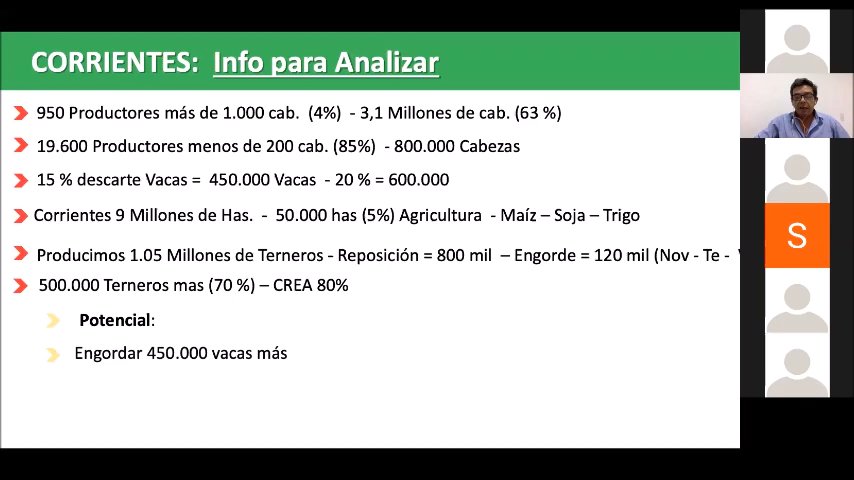 CORRIENTES: Info para Analizar
950 Productores más de 1.000 cab. (4%) - 3,1 Millones de cab. (63 %)
19.600 Productores menos de 200 cab. (85%) - 800.000 Cabezas
15 % descarte Vacas = 450.000 Vacas - 20 % = 600.000
Corrientes 9 Millones de Has. - 50.000 has (5%) Agricultura - Maíz – Soja – Trigo
Producimos 1.05 Millones de Terneros - Reposición = 800 mil – Engorde = 120 mil (Nov - Te -
500.000 Terneros mas (70 %) – CREA 80%
Potencial:
Engordar 450.000 vacas más
S